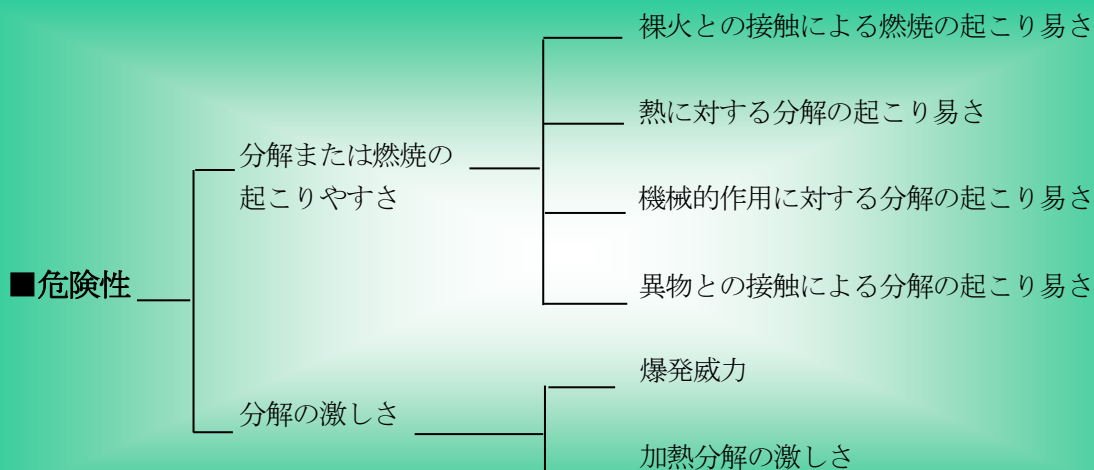 裸火との接触による燃焼の起こり易さ
熱に対する分解の起こり易さ
分解または燃焼の
起こりやすさ
機械的作用に対する分解の起こり易さ
■危険性
異物との接触による分解の起こり易さ
爆発威力
分解の激しさ
加熱分解の激しさ